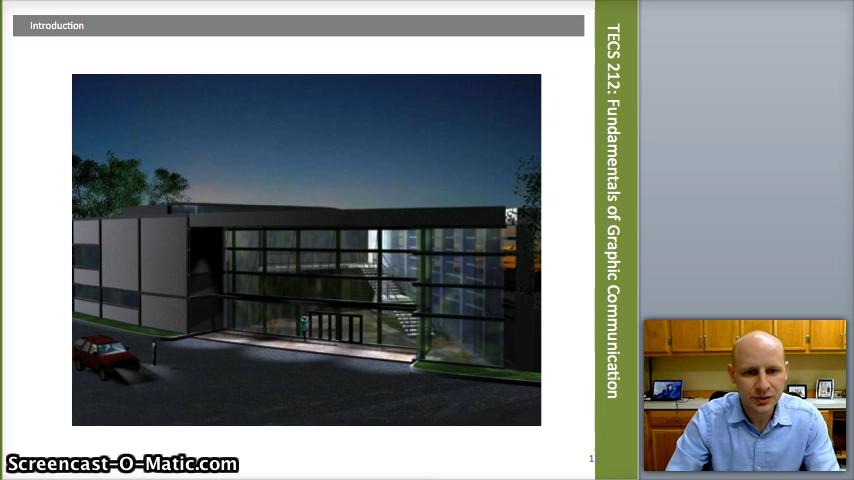 Introduction
TECS 212: Fundamentals of Graphic Communication
1
Screencast-O-Matic.com